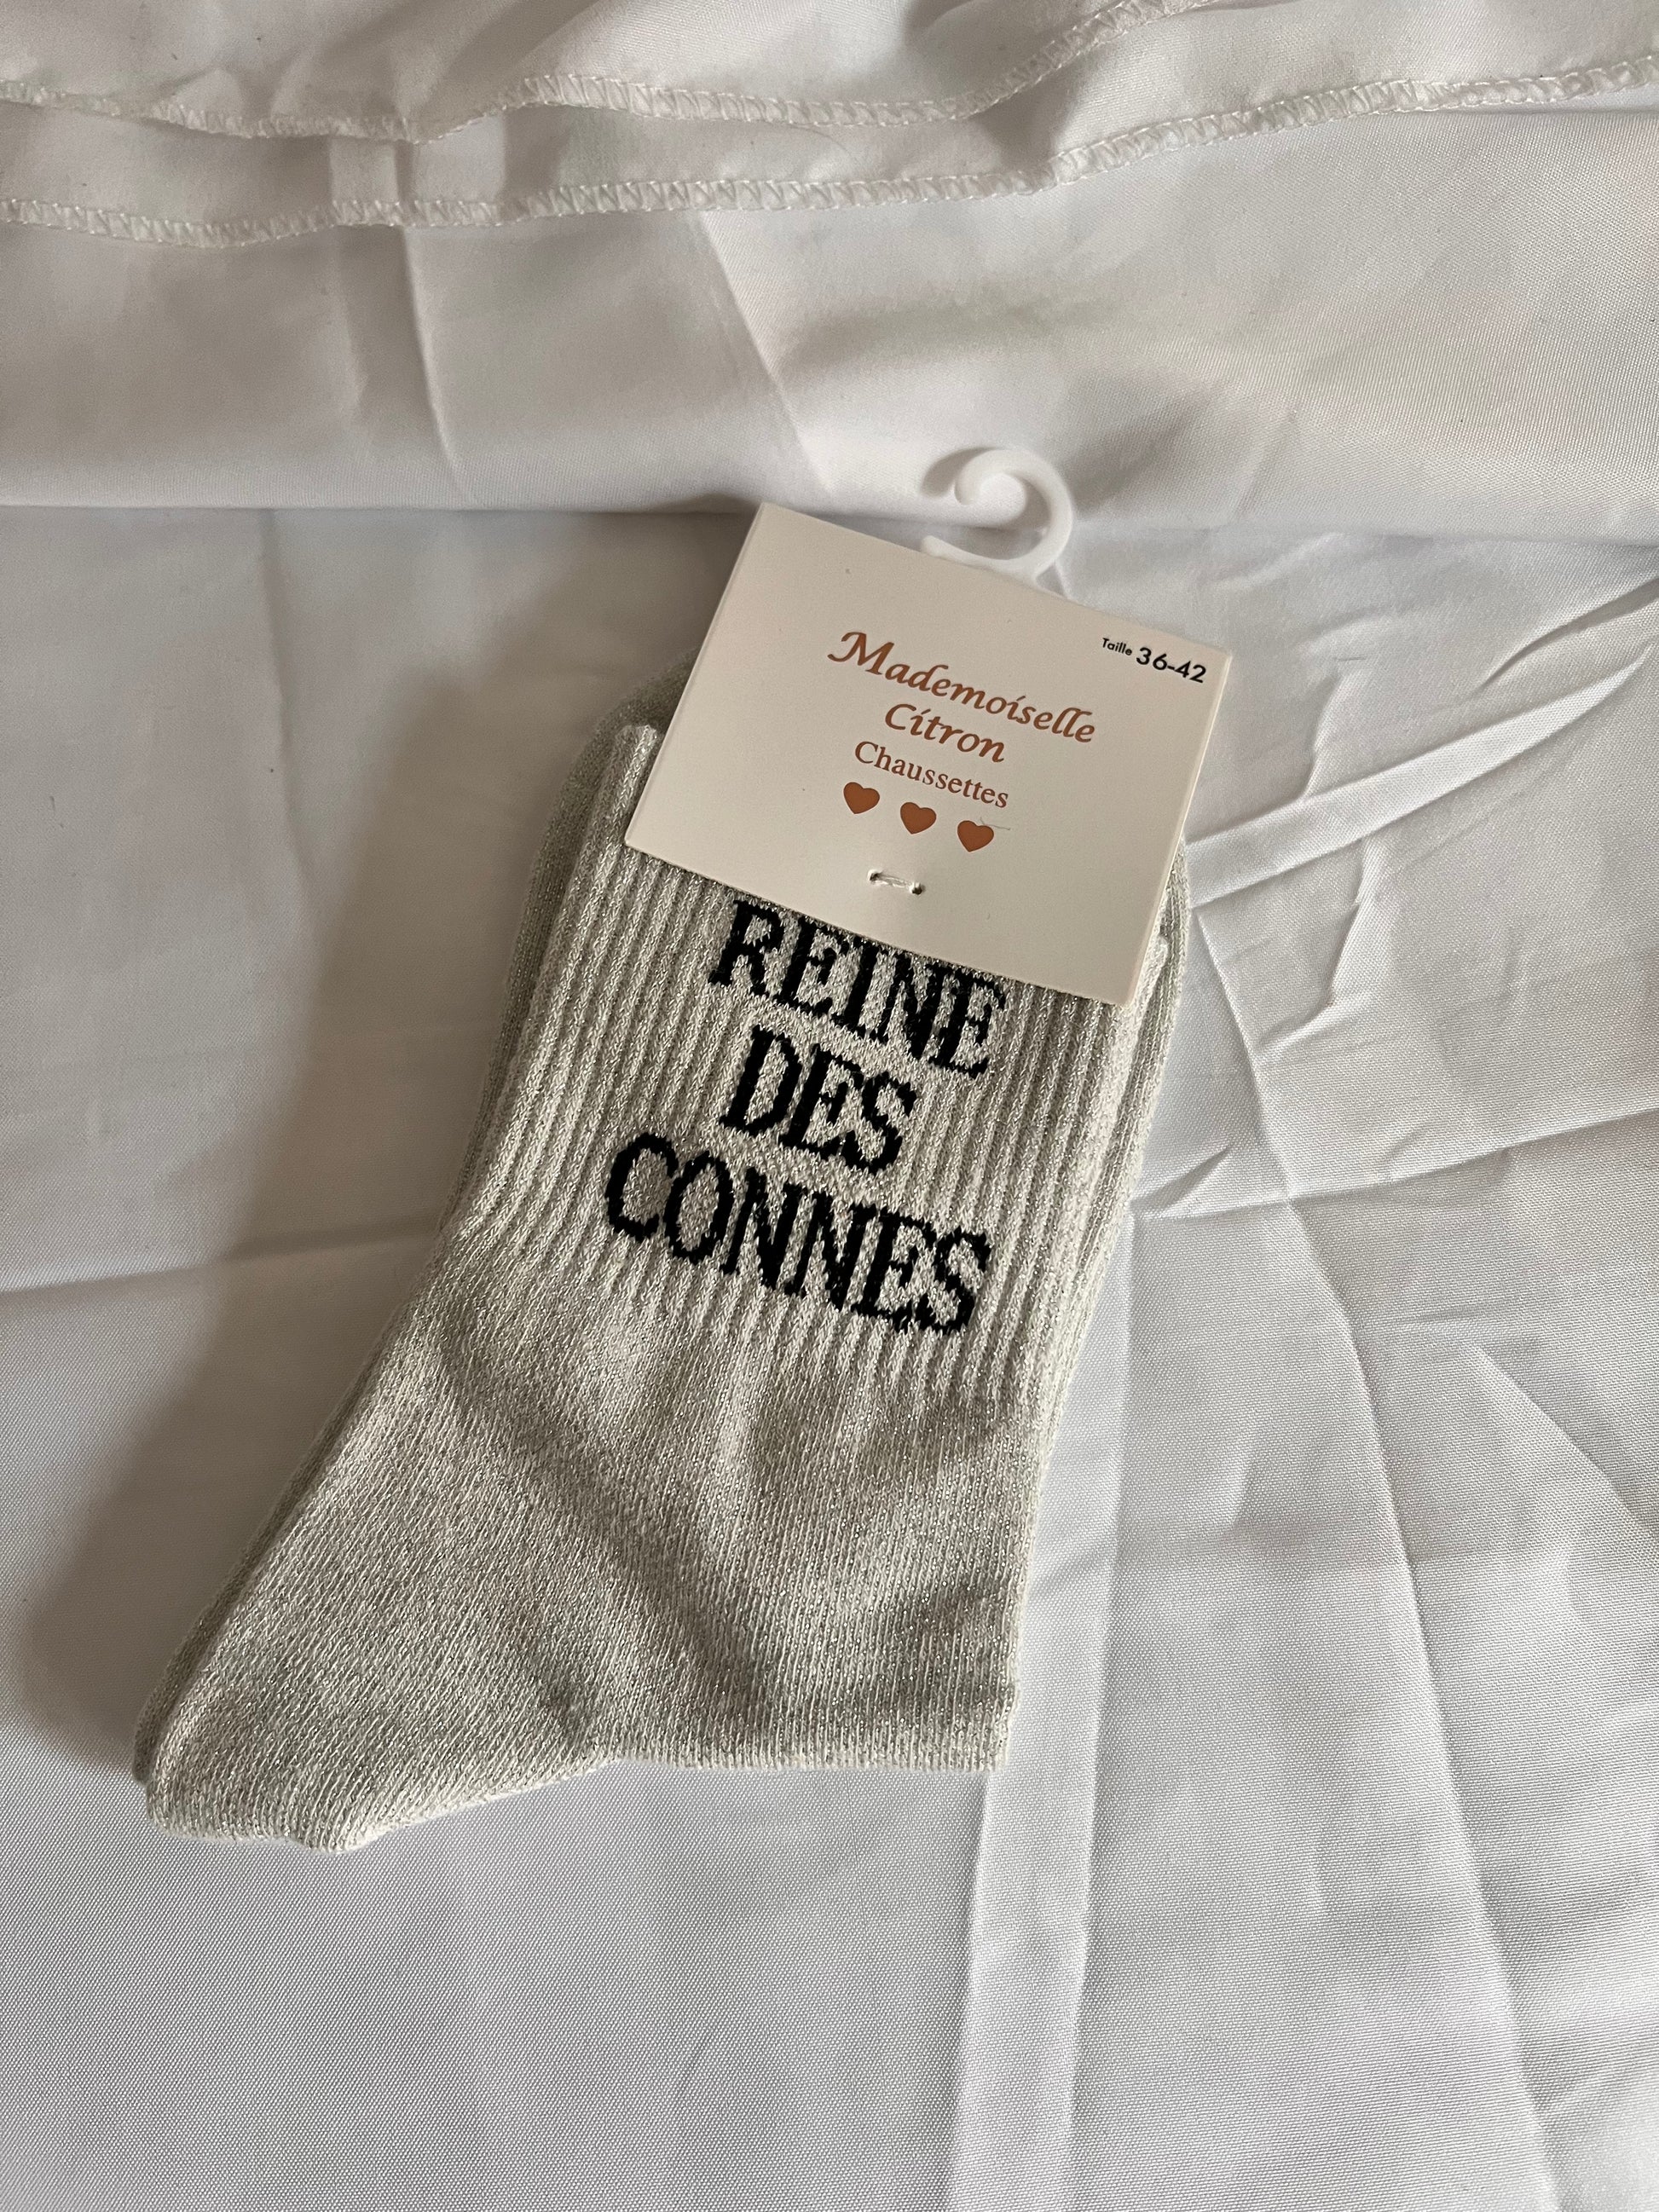 Taille 36-42
Mademoiselle
Citron
Chaussettes
REINE
DES
CONNES